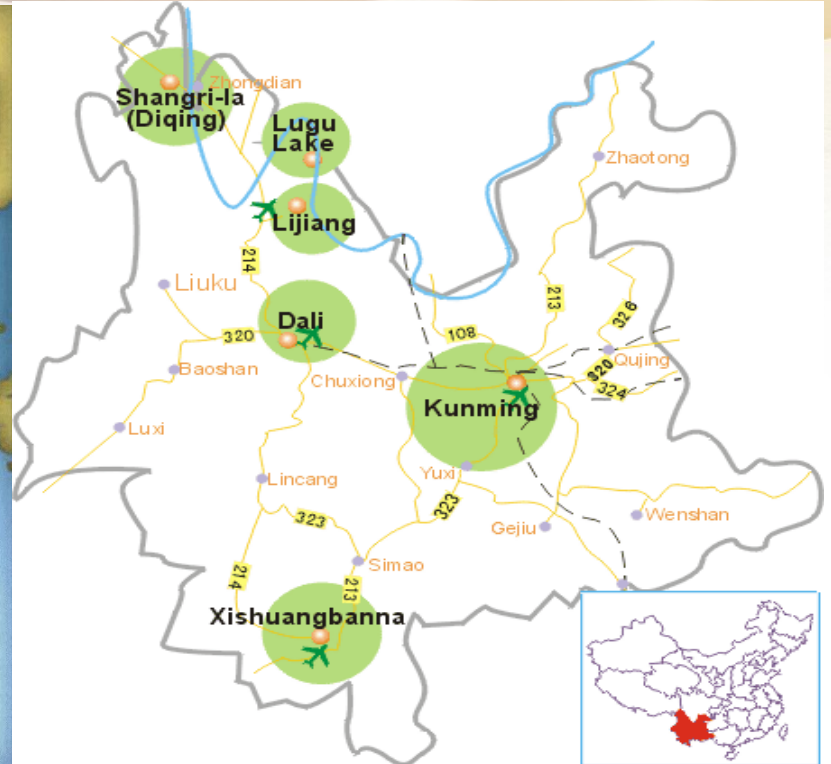 Zhongdian
Shangri-la
(Diqing)
Lugu
Lake
Zhaotong
Lijiang
214
Liuku
213
326
Dali
320
108
Qujing
Baoshan
Chuxiong
320
324
Kunming
Luxi
Yuxi
Lincang
323
323
Wenshan
Gejiu
Simao
214
213
Xishuangbanna